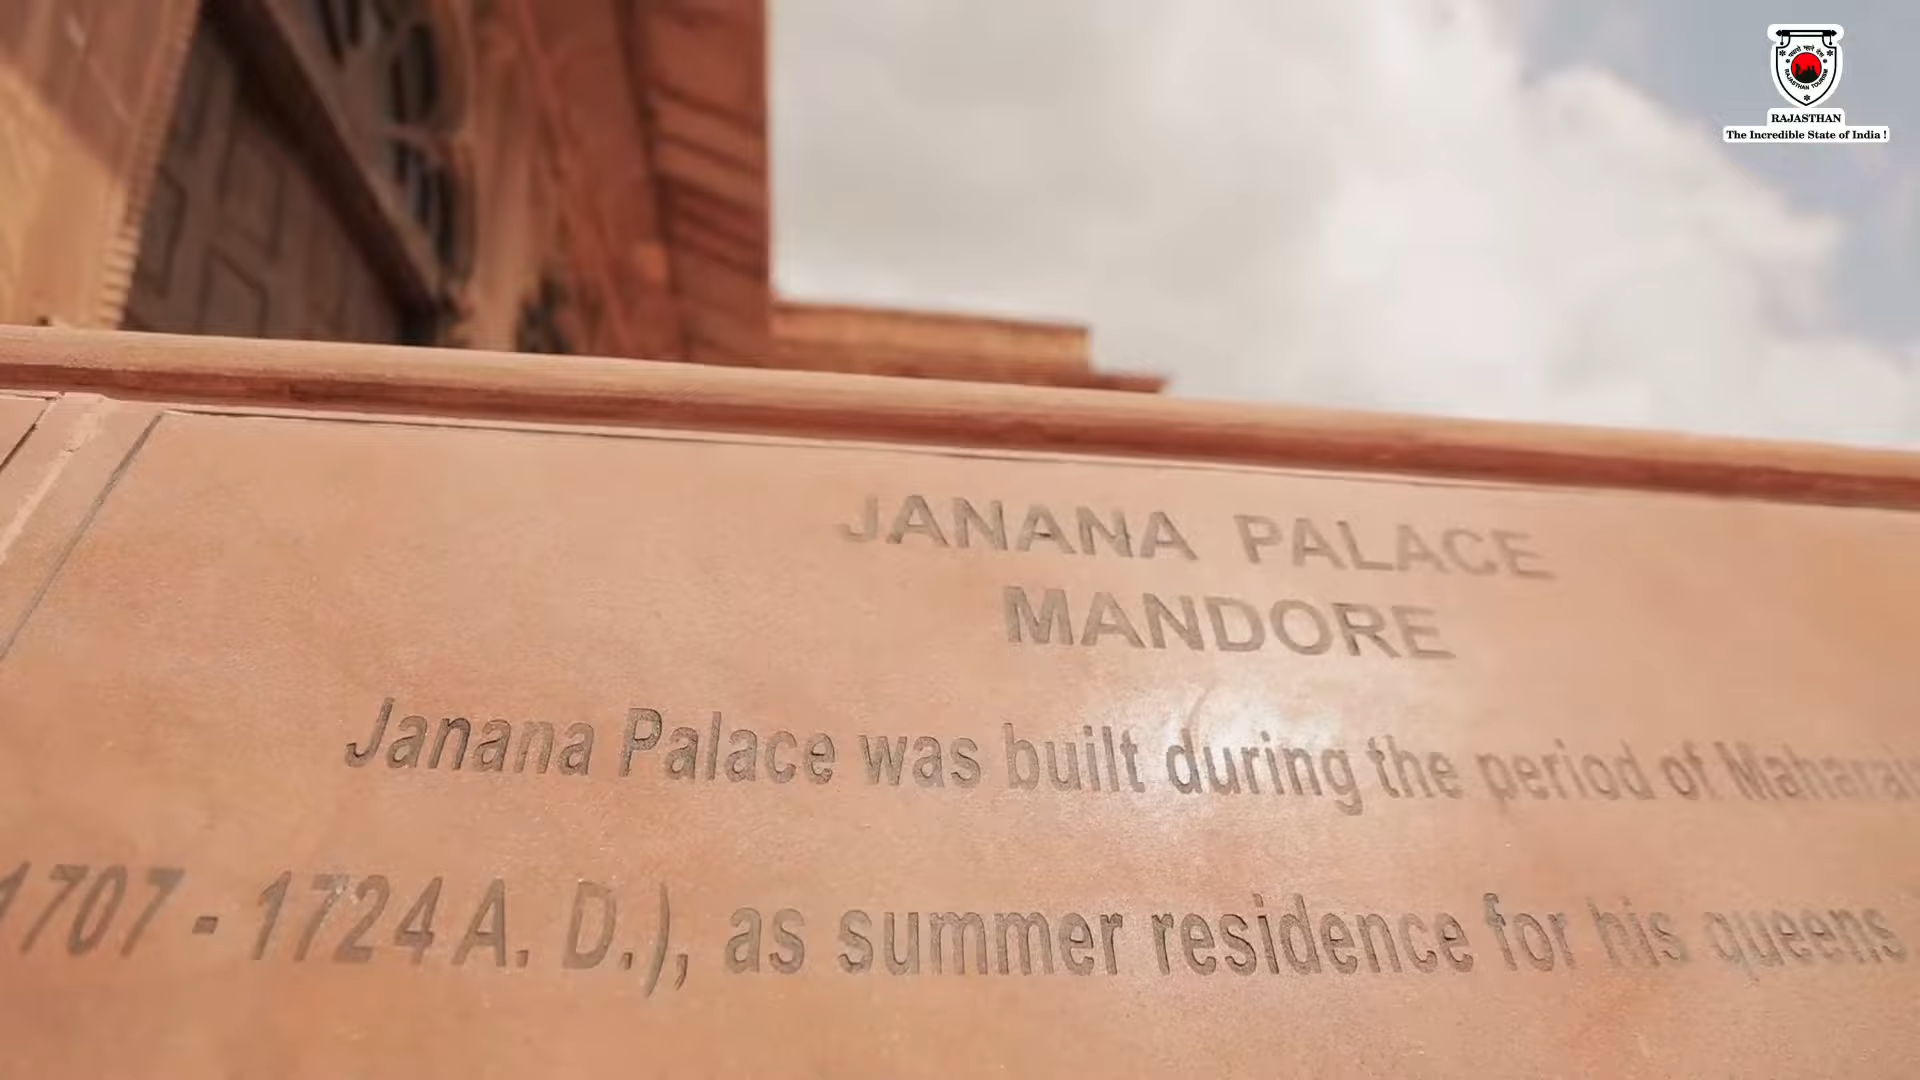 RAJASTHAN
The Incredible State of India !
JANANA PALACE
MANDORE
Janana Palace was built during the period of
1707 - 1724 A. D.), as summer residence for his queens.